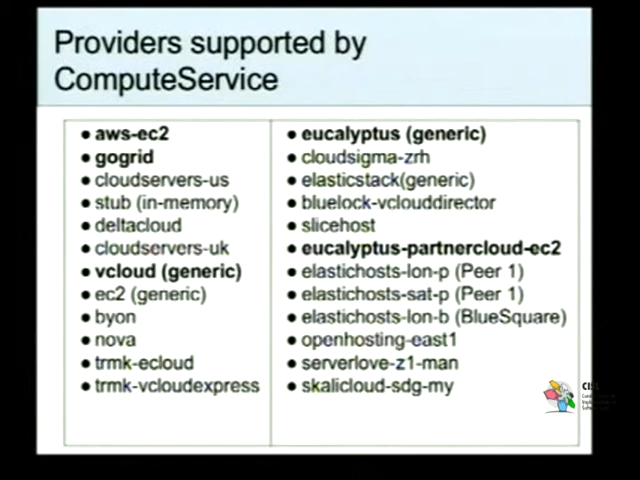 Providers supported by
ComputeService
aws-ec2
gogrid
cloudservers-us
stub (in-memory)
deltacloud
cloudservers-uk
vcloud (generic)
ec2 (generic)
byon
nova
trmk-ecloud
trmk-vcloudexpress
eucalyptus (generic)
cloudsigma-zrh
elasticstack(generic)
bluelock-vclouddirector
slicehost
eucalyptus-partnercloud-ec2
elastichosts-lon-p (Peer 1)
elastichosts-sat-p (Peer 1)
elastichosts-lon-b (BlueSquare)
openhosting-east1
serverlove-z1-man
skalicloud-sdg-my